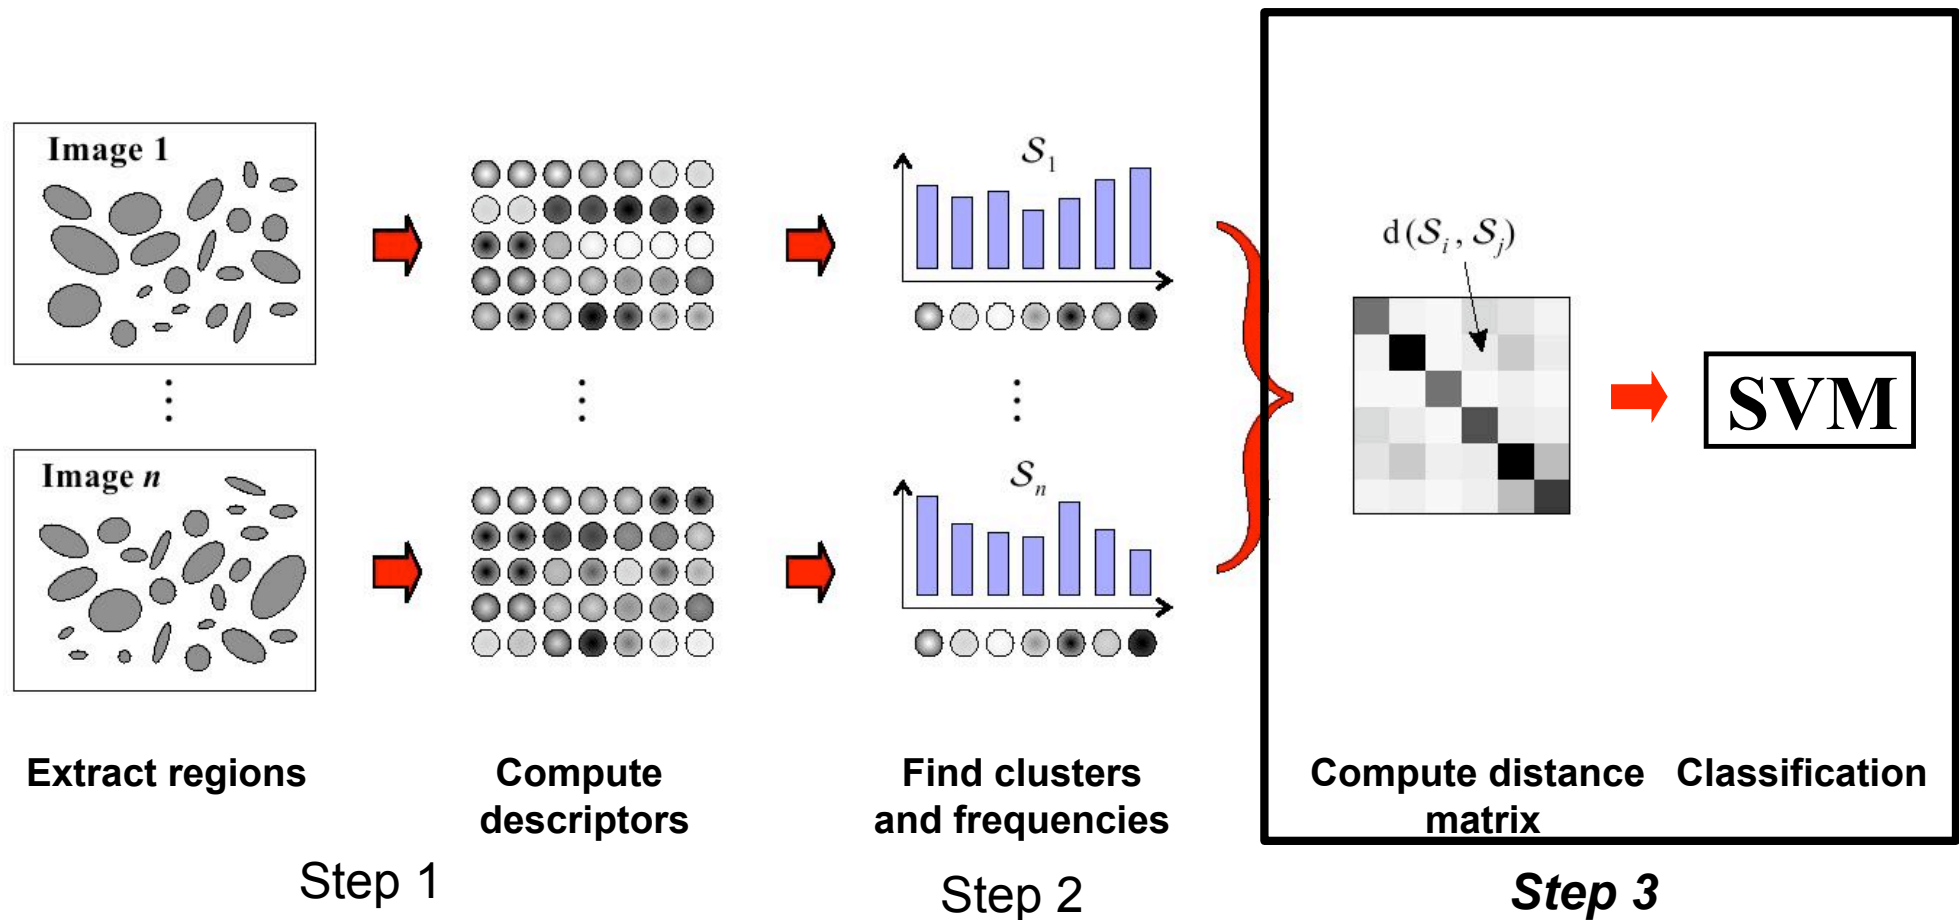 Image 1
S1
d(Si, Sj)
SVM
Image n
Sn
Extract regions
Compute
descriptors
Find clusters
and frequencies
Compute distance
matrix
Classification
Step 1
Step 2
Step 3